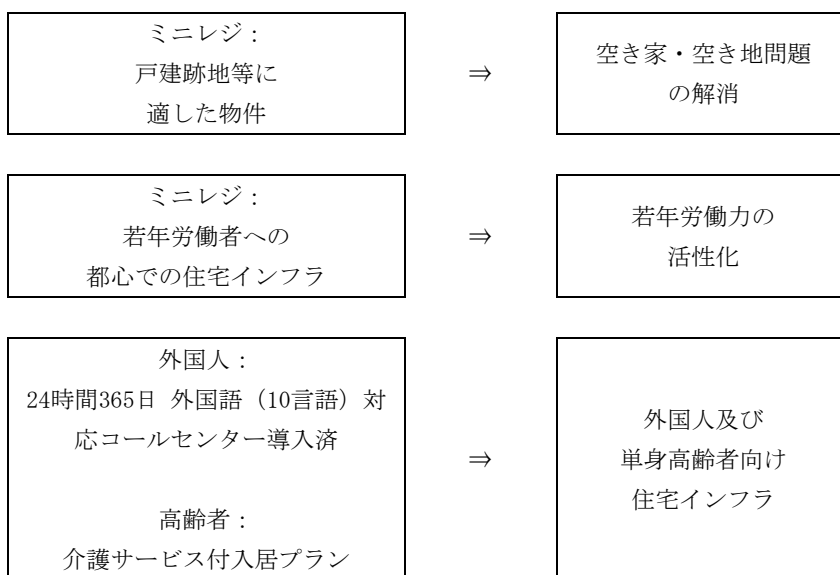 ミニレジ：
戸建跡地等に
適した物件
⇒
空き家・空き地問題
の解消
ミニレジ：
若年労働者への
都心での住宅インフラ
⇒
若年労働力の
活性化
外国人：
24時間365日 外国語（10言語）対
応コールセンター導入済
高齢者：
介護サービス付入居プラン
⇒
外国人及び
単身高齢者向け
住宅インフラ